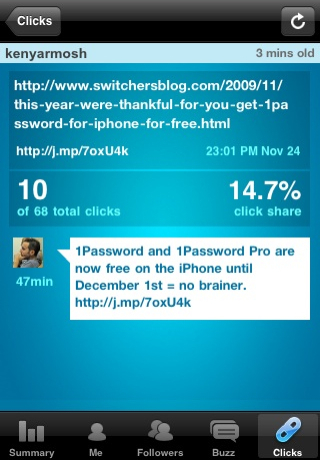 Clicks
kenyarmosh 3 mins old
http://www.switchersblog.com/2009/11/
this-year-were-thankful-for-you-get-1pa
ssword-for-iphone-for-free.html
http://j.mp/7oxU4k 23:01 PM Nov 24
10 14.7%
of 68 total clicks click share
1Password and 1Password Pro are
now free on the iPhone until
December 1st = no brainer.
http://j.mp/7oxU4k
47min
Summary Me Followers Buzz Clicks